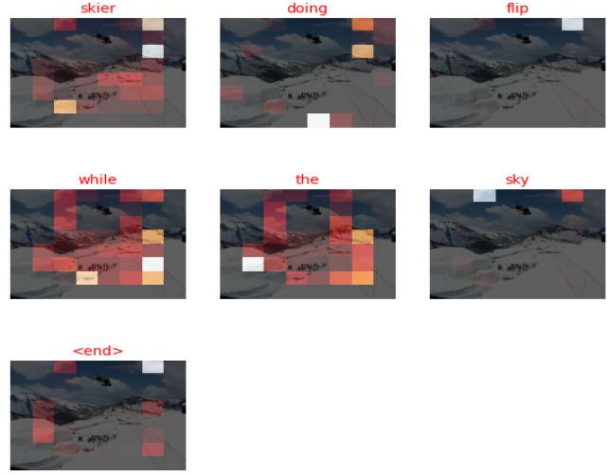 skier doing flip
while the sky
<end>